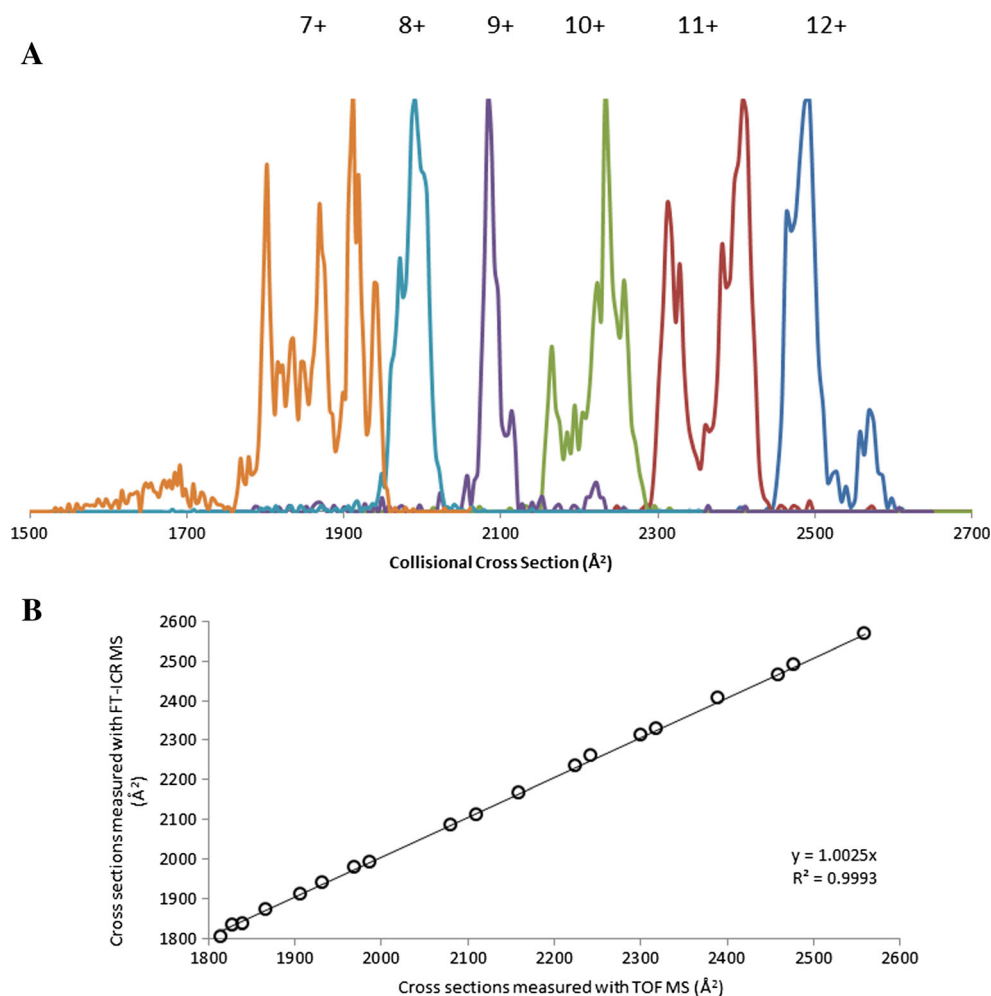 7+ 8+ 9+ 10+ 11+ 12+
A
1500 1700 1900 2100 2300 2500 2700
Collisional Cross Section (Å²)
B
Cross sections measured with FT-ICR MS
(Å²)
2600
2500
2400
2300
2200
2100
2000
1900
1800
y = 1.0025x
R² = 0.9993
1800 1900 2000 2100 2200 2300 2400 2500 2600
Cross sections measured with TOF MS (Å²)